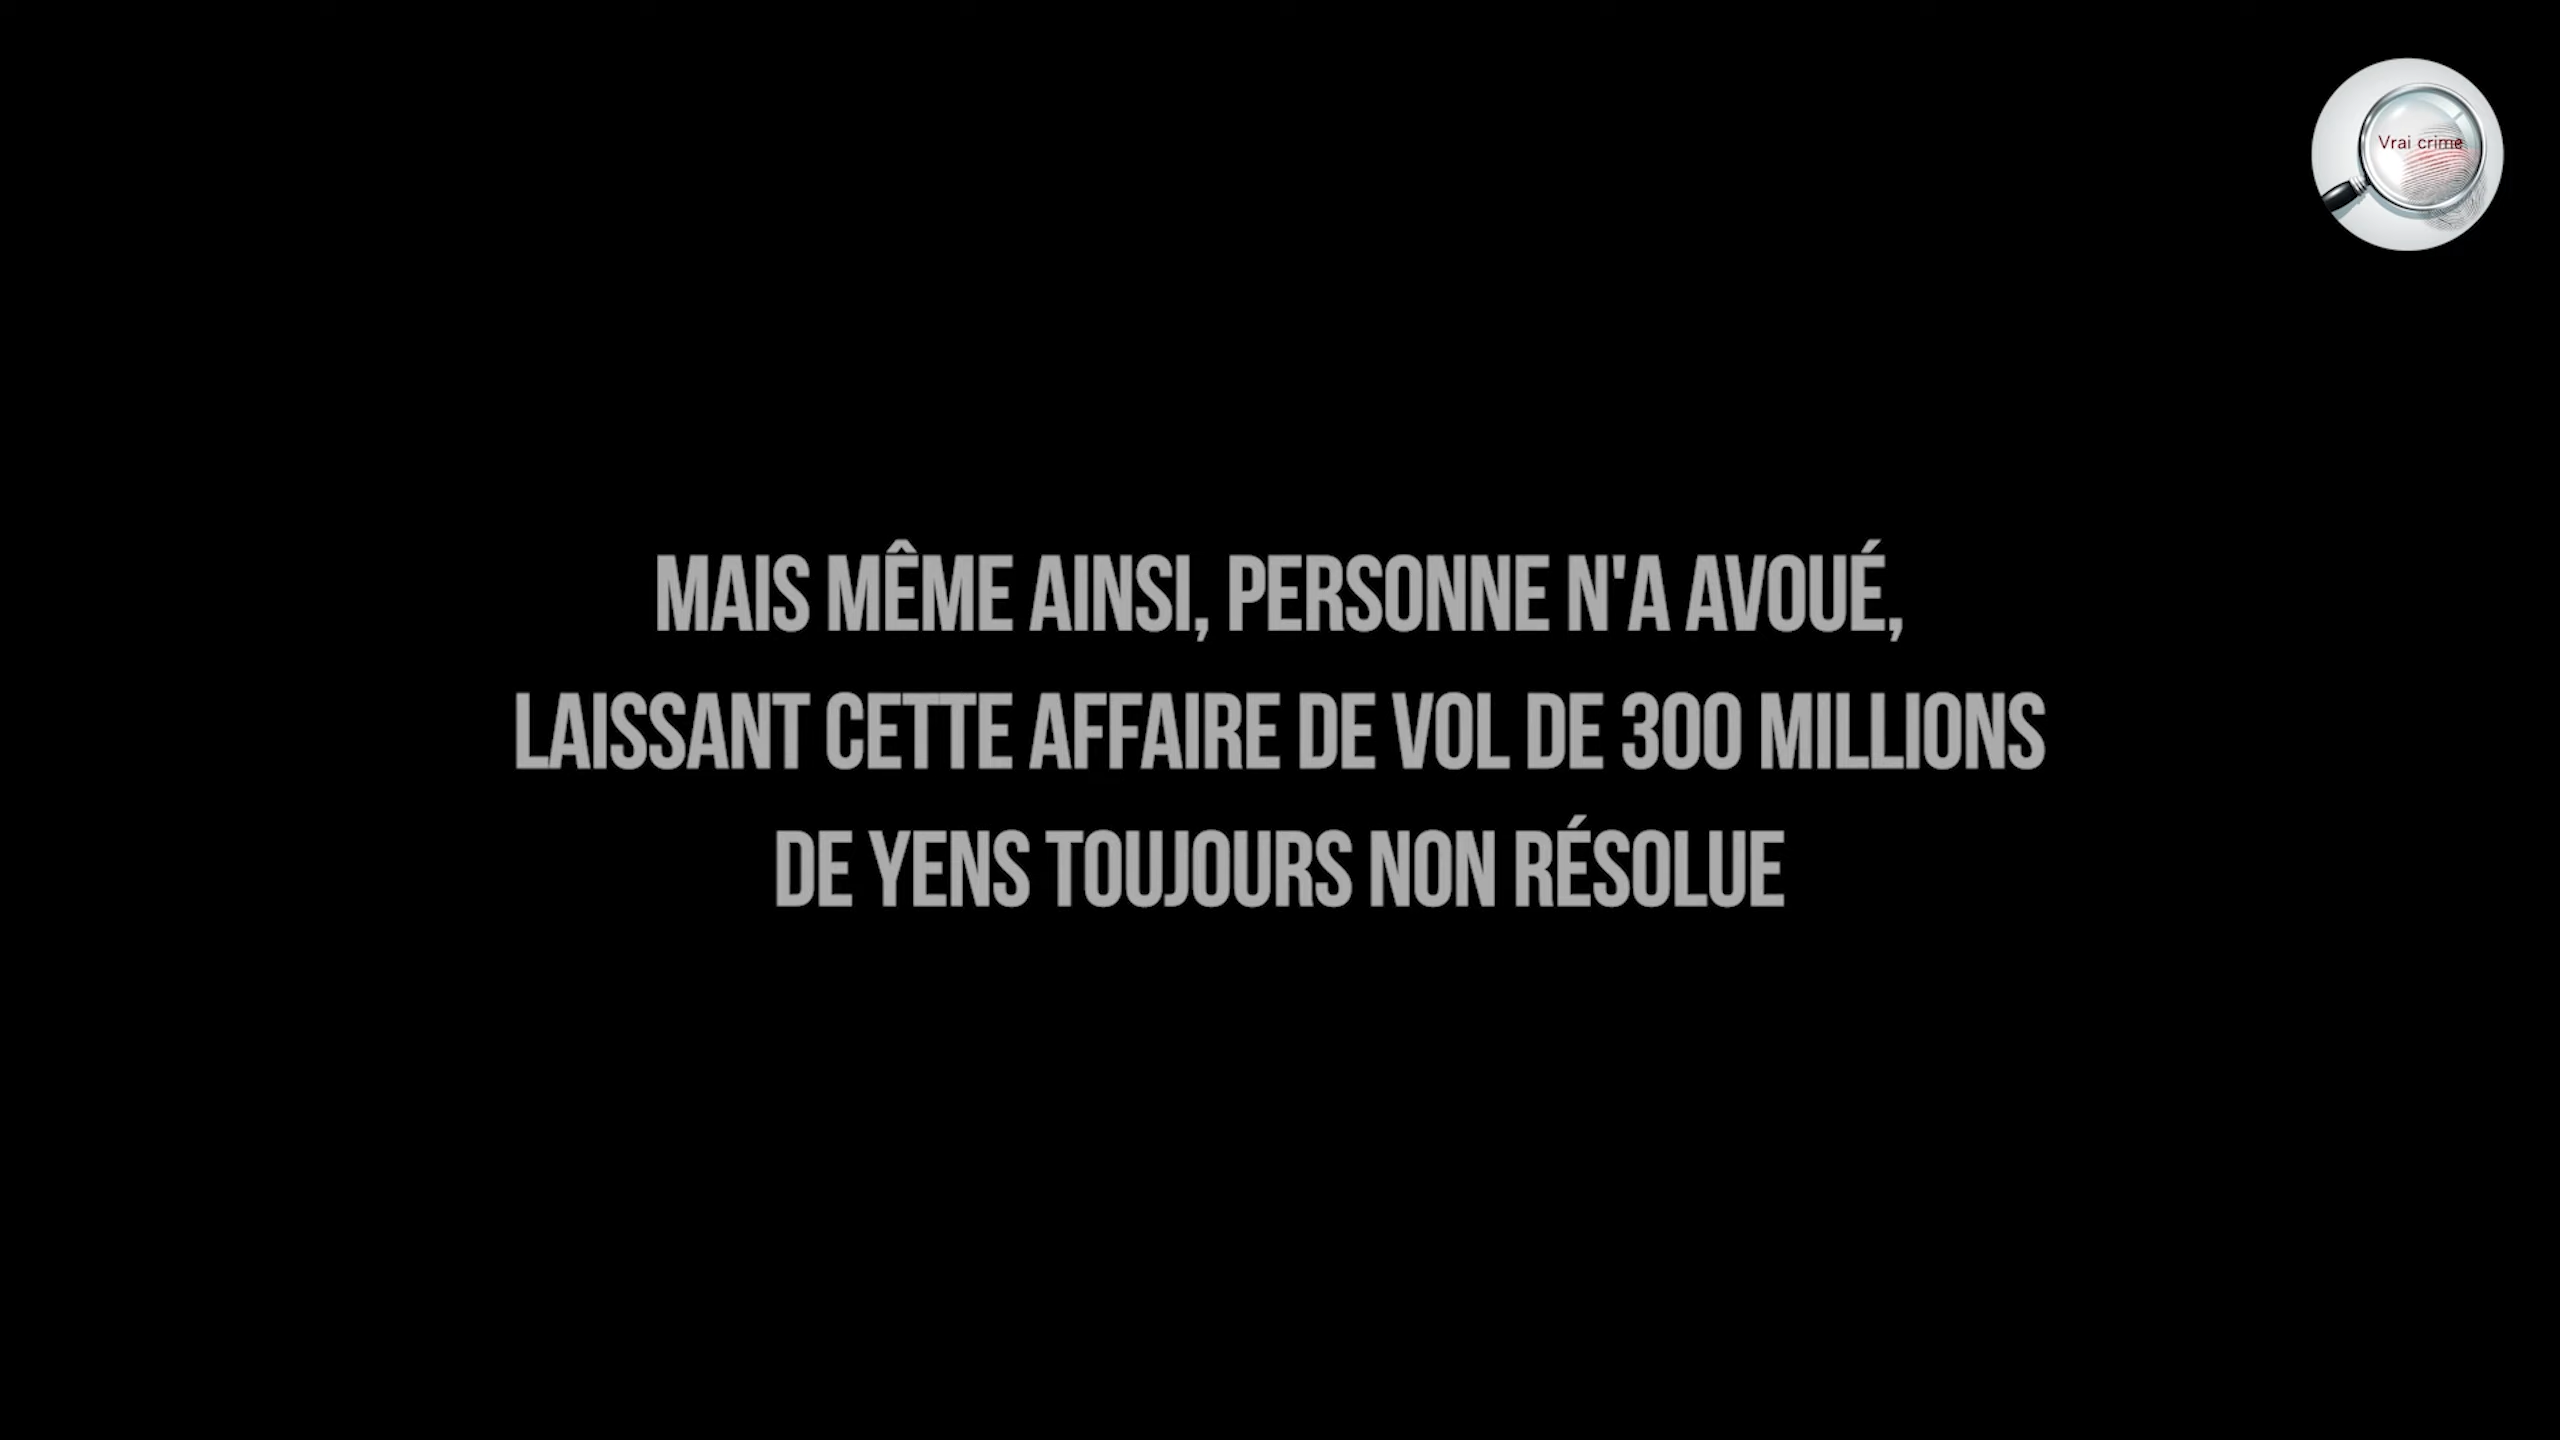 Vrai crime
MAIS MÊME AINSI, PERSONNE N'A AVOUÉ,
LAISSANT CETTE AFFAIRE DE VOL DE 300 MILLIONS
DE YENS TOUJOURS NON RÉSOLUE